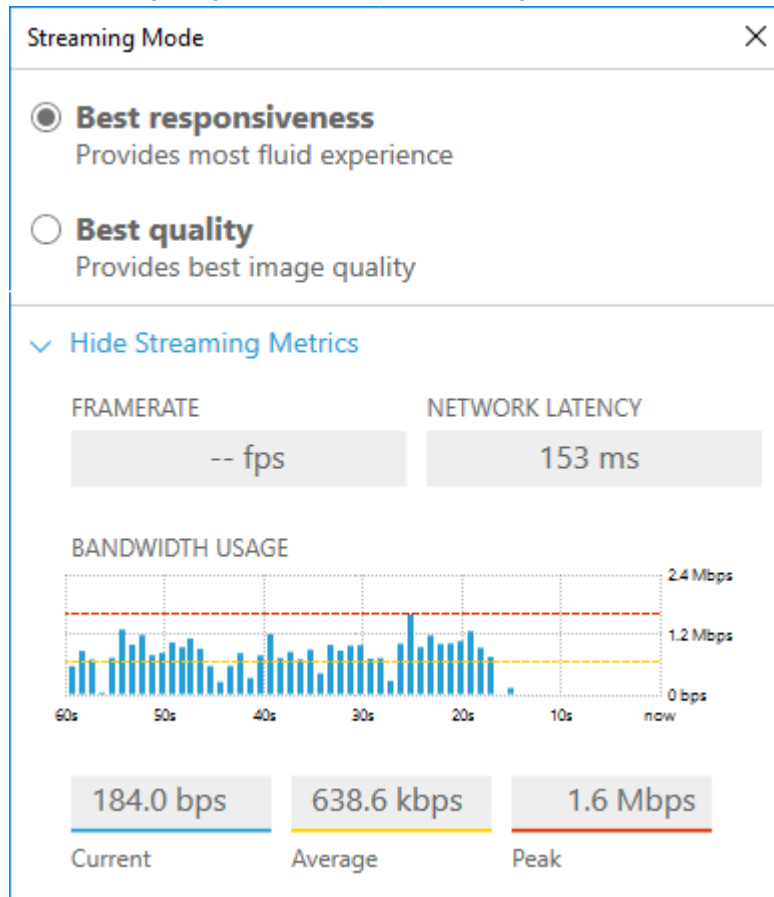 Streaming Mode
Best responsiveness
Provides most fluid experience
Best quality
Provides best image quality
Hide Streaming Metrics
FRAMERATE
NETWORK LATENCY
-- fps
153 ms
BANDWIDTH USAGE
2.4 Mbps
1.2 Mbps
0 bps
60s 50s 40s 30s 20s 10s now
184.0 bps
638.6 kbps
1.6 Mbps
Current
Average
Peak